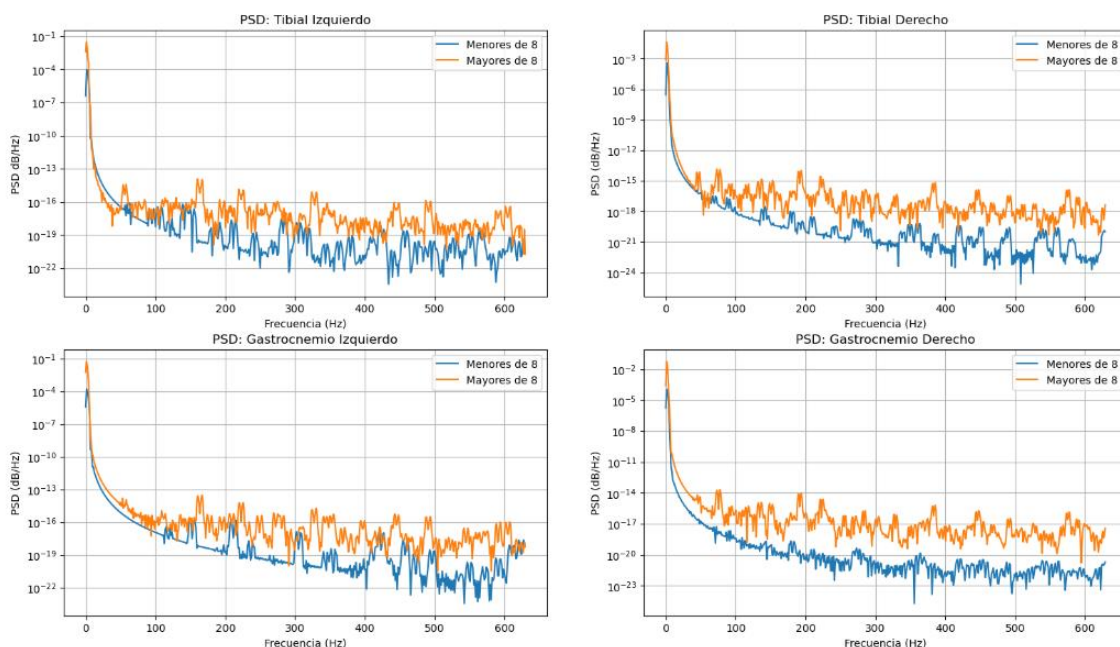 PSD: Tibial Izquierdo
PSD dB/Hz
10⁻¹
10⁻⁴
10⁻⁷
10⁻¹⁰
10⁻¹³
10⁻¹⁶
10⁻¹⁹
10⁻²²
Menores de 8
Mayores de 8
0 100 200 300 400 500 600
Frecuencia (Hz)
PSD: Tibial Derecho
PSD (dB/Hz)
10⁻³
10⁻⁶
10⁻⁹
10⁻¹²
10⁻¹⁵
10⁻¹⁸
10⁻²¹
10⁻²⁴
Menores de 8
Mayores de 8
0 100 200 300 400 500 600
Frecuencia (Hz)
PSD: Gastrocnemio Izquierdo
PSD (dB/Hz)
10⁻¹
10⁻⁴
10⁻⁷
10⁻¹⁰
10⁻¹³
10⁻¹⁶
10⁻¹⁹
10⁻²²
Menores de 8
Mayores de 8
0 100 200 300 400 500 600
Frecuencia (Hz)
PSD: Gastrocnemio Derecho
PSD (dB/Hz)
10⁻²
10⁻⁵
10⁻⁸
10⁻¹¹
10⁻¹⁴
10⁻¹⁷
10⁻²⁰
10⁻²³
Menores de 8
Mayores de 8
0 100 200 300 400 500 600
Frecuencia (Hz)